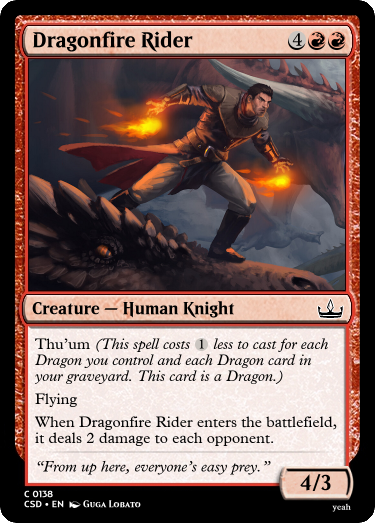 Dragonfire Rider 4
Creature — Human Knight
Thu'um (This spell costs 1 less to cast for each
Dragon you control and each Dragon card in
your graveyard. This card is a Dragon.)
Flying
When Dragonfire Rider enters the battlefield,
it deals 2 damage to each opponent.
“From up here, everyone's easy prey.”
4/3
C 0138
CSD • EN Guga Lobato
yeah